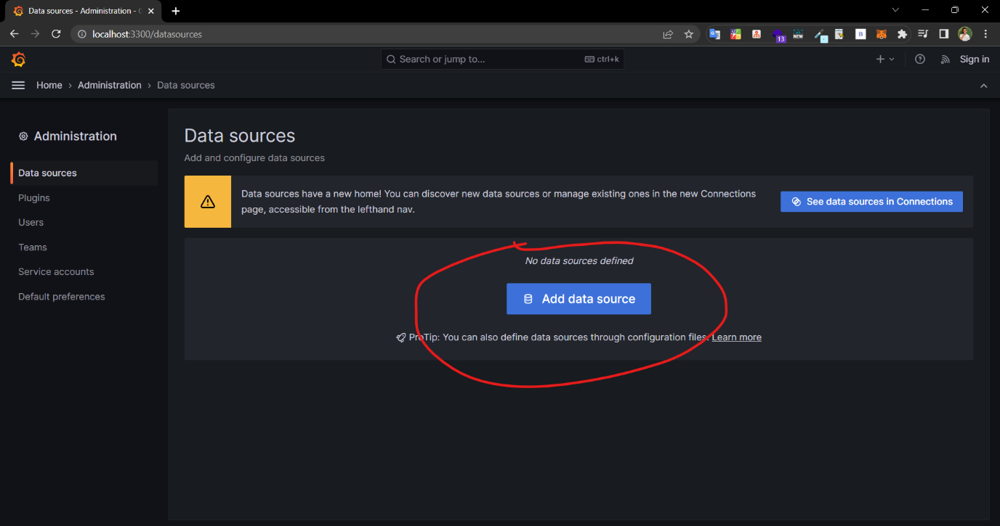 Data sources - Administration - G
localhost:3300/datasources
13
NEW
B
Search or jump to...
ctrl+k
Sign in
Home › Administration › Data sources
Administration
Data sources
Plugins
Users
Teams
Service accounts
Default preferences
Data sources
Add and configure data sources
Data sources have a new home! You can discover new data sources or manage existing ones in the new Connections
page, accessible from the lefthand nav.
See data sources in Connections
No data sources defined
Add data source
ProTip: You can also define data sources through configuration files. Learn more